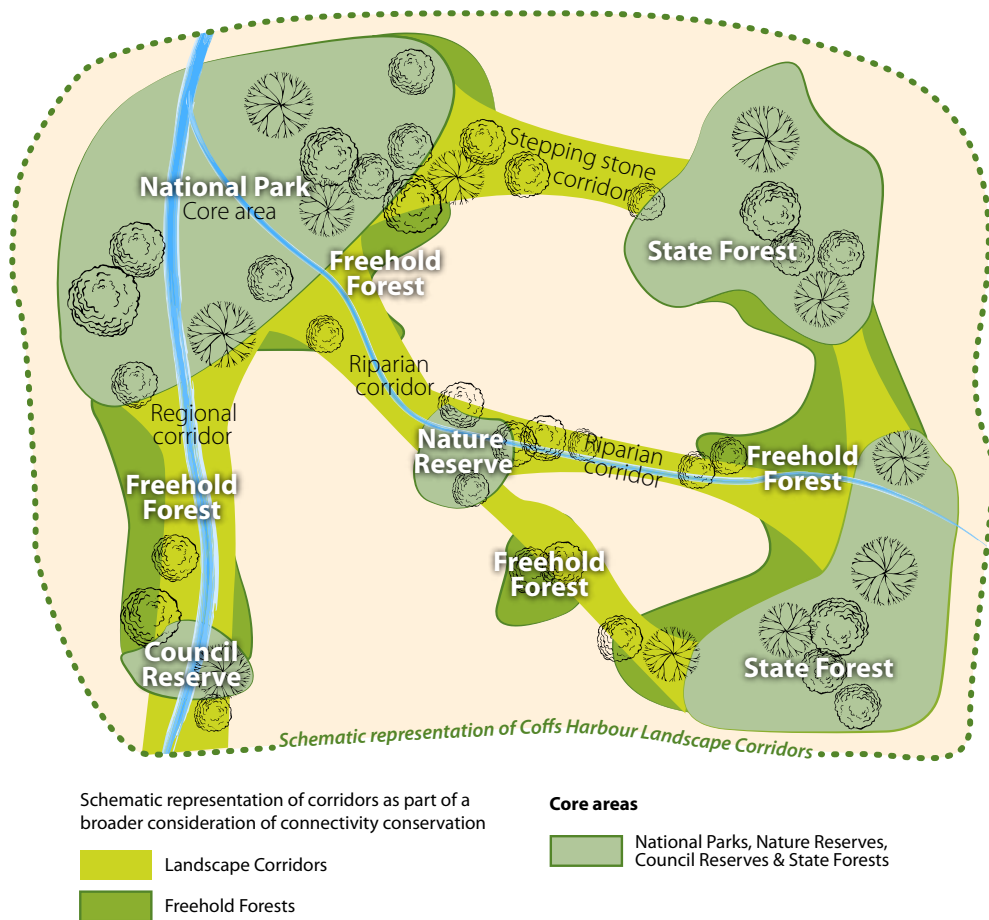 Stepping stone
corridor
National Park
Core area
State Forest
Freehold
Forest
Riparian
corridor
Regional
corridor
Nature
Reserve
Riparian
corridor
Freehold
Forest
Freehold
Forest
Freehold
Forest
Council
Reserve
State Forest
Schematic representation of Coffs Harbour Landscape Corridors
Schematic representation of corridors as part of a
broader consideration of connectivity conservation
Landscape Corridors
Freehold Forests
Core areas
National Parks, Nature Reserves,
Council Reserves & State Forests